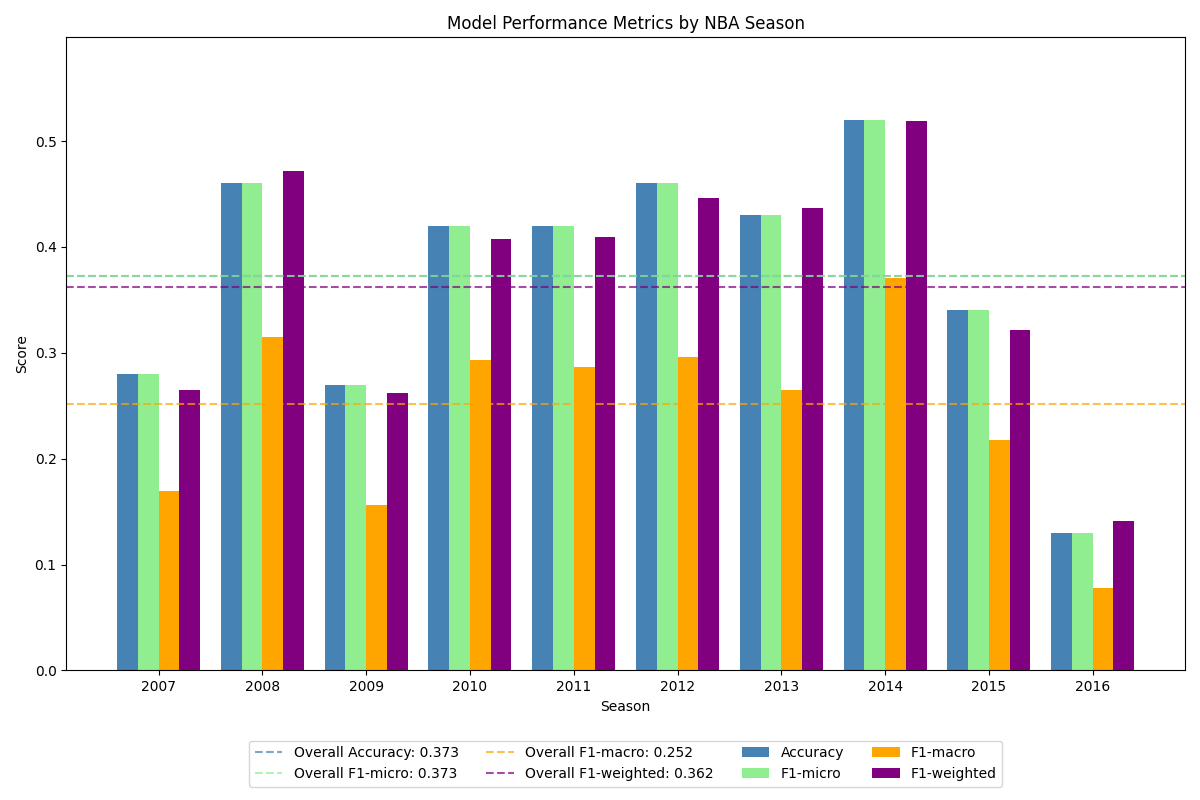 Model Performance Metrics by NBA Season
Score
0.5
0.4
0.3
0.2
0.1
0.0
2007 2008 2009 2010 2011 2012 2013 2014 2015 2016
Season
Overall Accuracy: 0.373 Overall F1-macro: 0.252 Accuracy F1-macro
Overall F1-micro: 0.373 Overall F1-weighted: 0.362 F1-micro F1-weighted